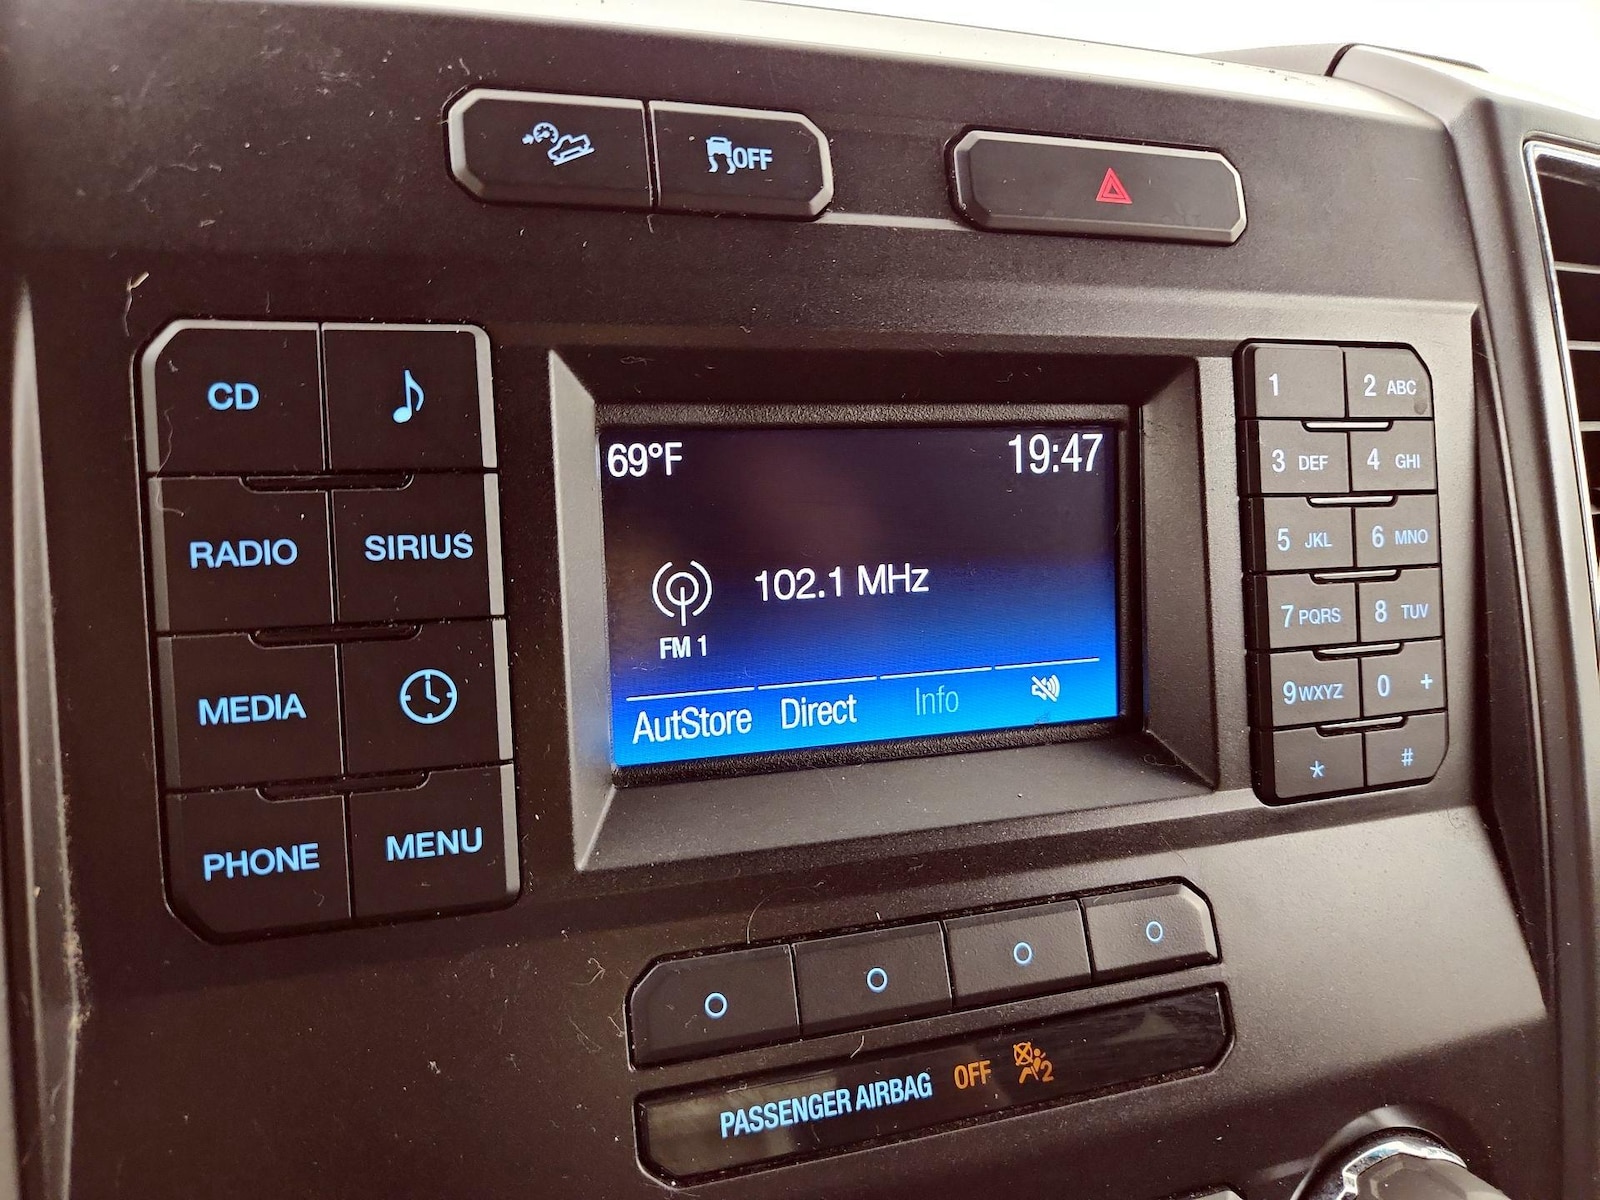 OFF
CD
RADIO SIRIUS
MEDIA
PHONE MENU
69°F 19:47
102.1 MHz
FM 1
AutStore Direct Info
1 2 ABC
3 DEF 4 GHI
5 JKL 6 MNO
7 PQRS 8 TUV
9 WXYZ 0 +
* #
PASSENGER AIRBAG OFF 2